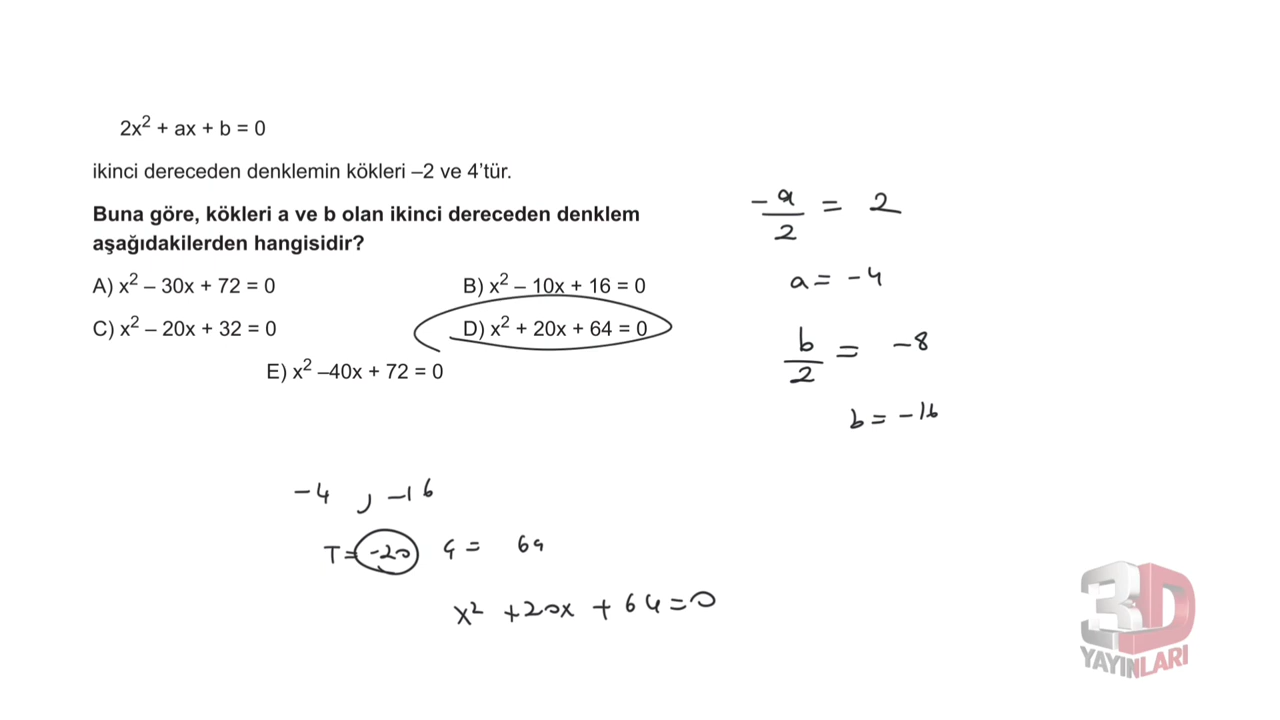 2x² + ax + b = 0
ikinci dereceden denklemin kökleri –2 ve 4'tür.
Buna göre, kökleri a ve b olan ikinci dereceden denklem
aşağıdakilerden hangisidir?
A) x² – 30x + 72 = 0
B) x² – 10x + 16 = 0
C) x² – 20x + 32 = 0
D) x² + 20x + 64 = 0
E) x² –40x + 72 = 0
-a/2 = 2
a = -4
b/2 = -8
b = -16
-4 , -16
T = -20 Ç = 64
x² +20x + 64 = 0
3D
YAYINLARI